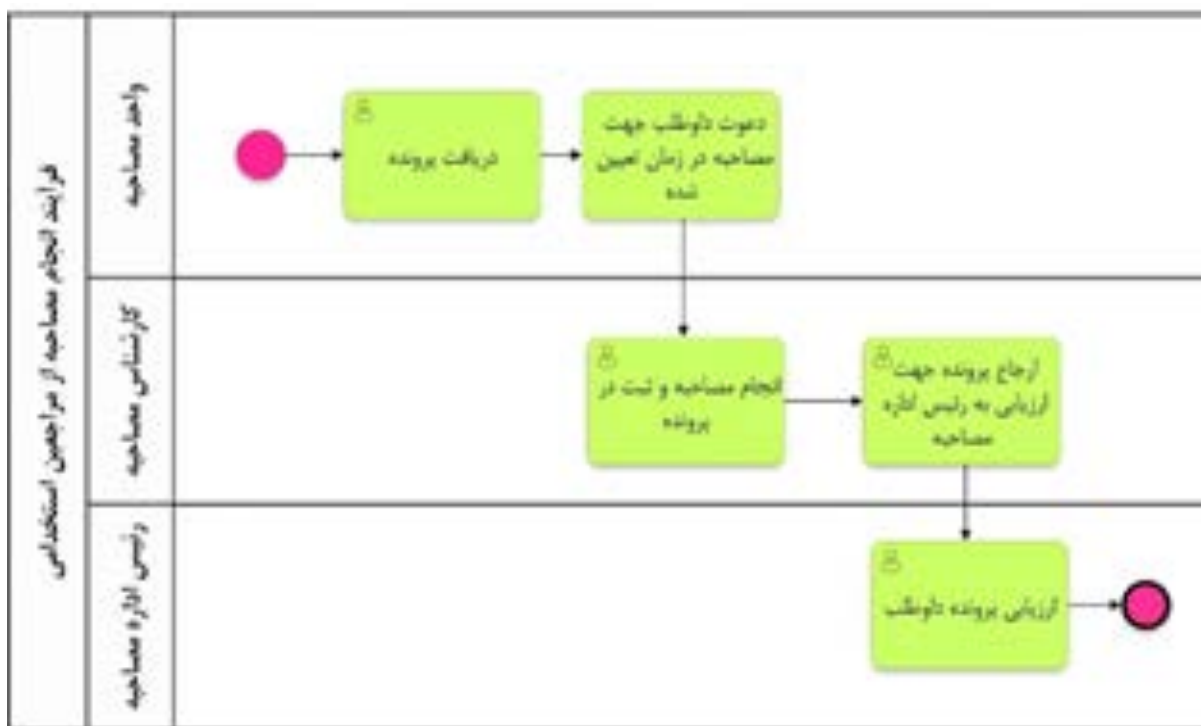 فرایند انجام مصاحبه از مراجعین استخدامی
واحد مصاحبه
دریافت پرونده
دعوت داوطلب جهت
مصاحبه در زمان تعیین
شده
کارشناس مصاحبه
انجام مصاحبه و ثبت در
پرونده
ارجاع پرونده جهت
ارزیابی به رئیس اداره
مصاحبه
رئیس اداره مصاحبه
ارزیابی پرونده داوطلب